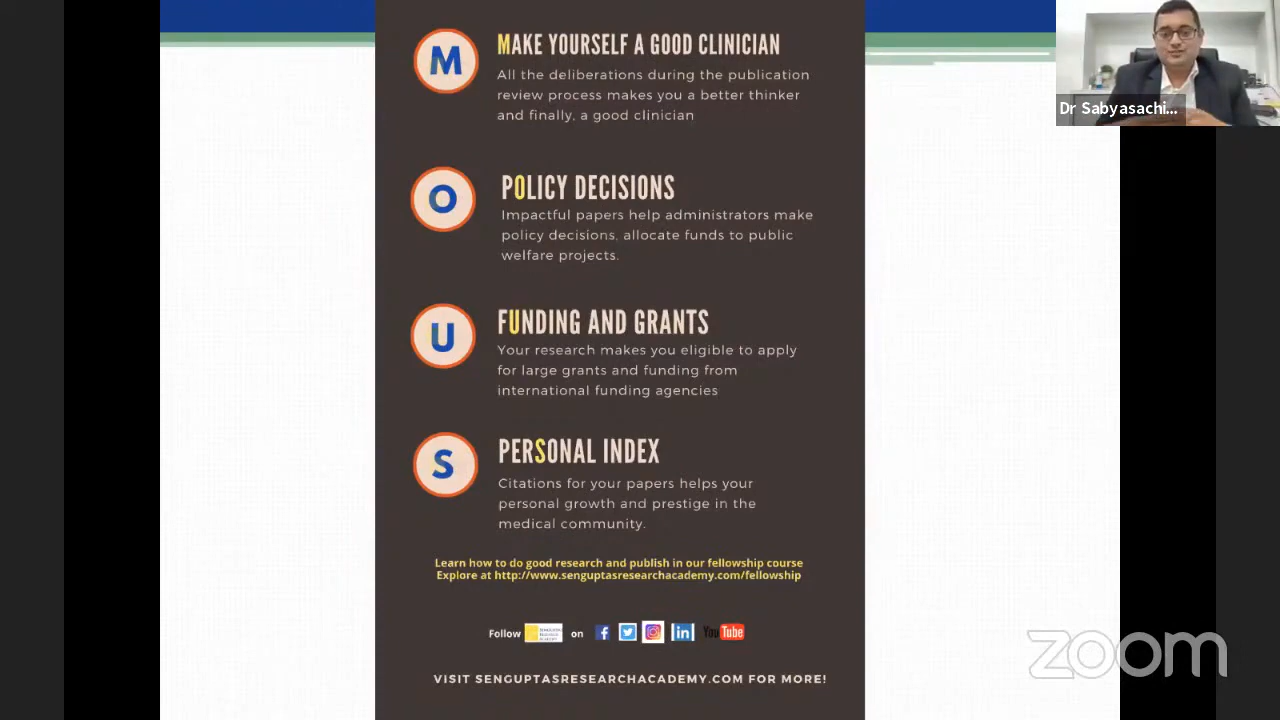 M
MAKE YOURSELF A GOOD CLINICIAN
All the deliberations during the publication
review process makes you a better thinker
and finally, a good clinician
O
POLICY DECISIONS
Impactful papers help administrators make
policy decisions, allocate funds to public
welfare projects.
U
FUNDING AND GRANTS
Your research makes you eligible to apply
for large grants and funding from
international funding agencies
S
PERSONAL INDEX
Citations for your papers helps your
personal growth and prestige in the
medical community.
Learn how to do good research and publish in our fellowship course
Explore at http://www.senguptasresearchacademy.com/fellowship
Follow on f in YouTube
VISIT SENGUPTASRESEARCHACADEMY.COM FOR MORE!
Dr Sabyasachi...
zoom